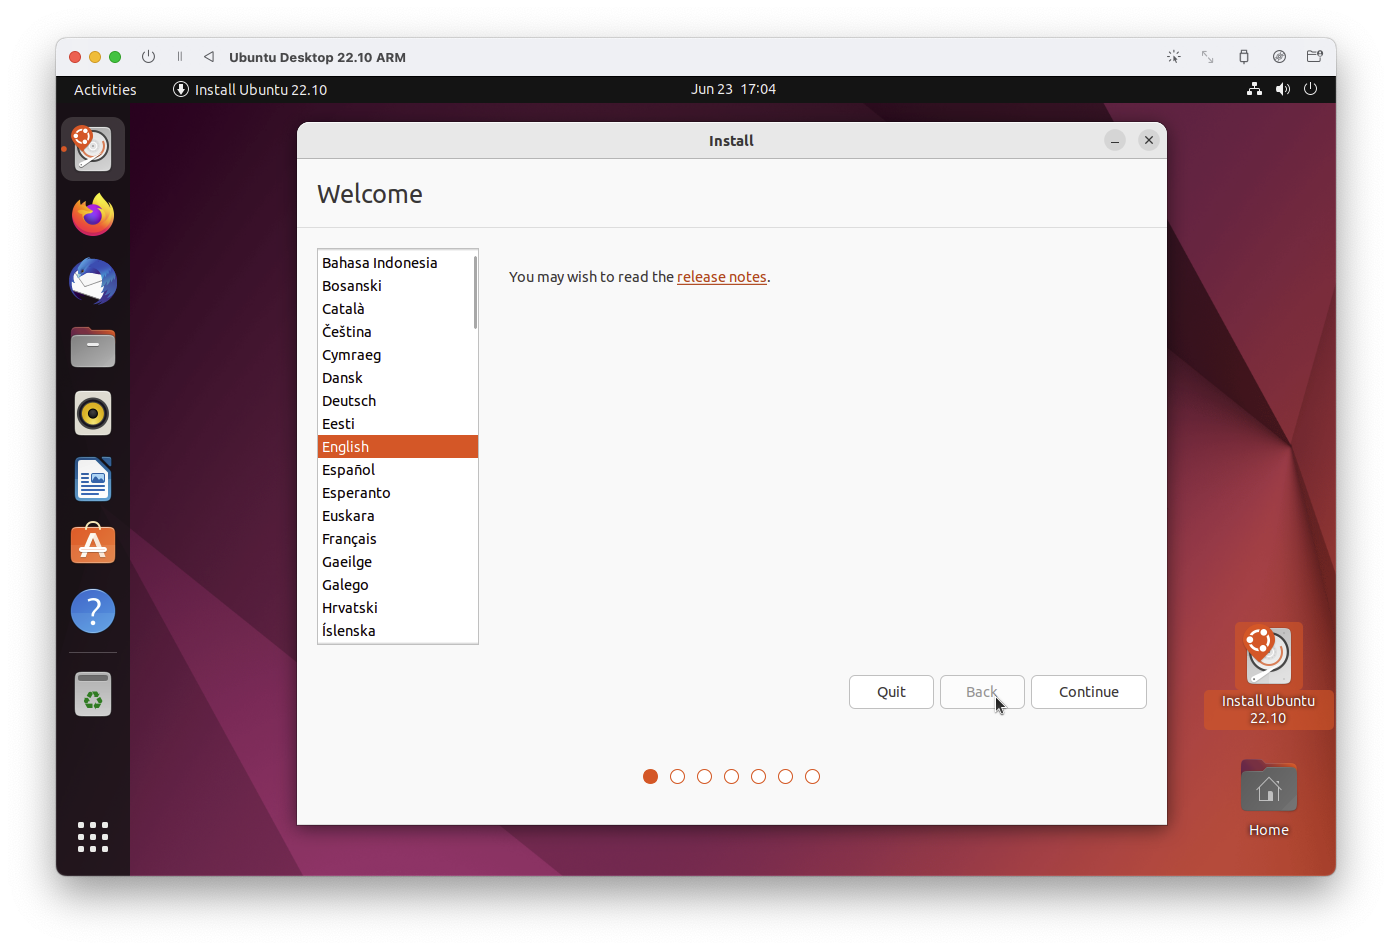 Ubuntu Desktop 22.10 ARM
Activities
Install Ubuntu 22.10
Jun 23 17:04
Install
Welcome
Bahasa Indonesia
Bosanski
Català
Čeština
Cymraeg
Dansk
Deutsch
Eesti
English
Español
Esperanto
Euskara
Français
Gaeilge
Galego
Hrvatski
Íslenska
You may wish to read the release notes.
Quit
Back
Continue
Install Ubuntu
22.10
Home